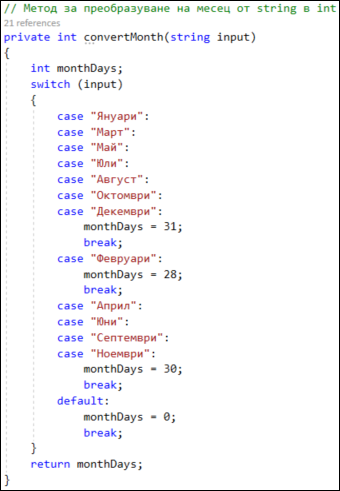 // Метод за преобразуване на месец от string в int
21 references
private int convertMonth(string input)
{
    int monthDays;
    switch (input)
    {
        case "Януари":
        case "Март":
        case "Май":
        case "Юли":
        case "Август":
        case "Октомври":
        case "Декември":
            monthDays = 31;
            break;
        case "Февруари":
            monthDays = 28;
            break;
        case "Април":
        case "Юни":
        case "Септември":
        case "Ноември":
            monthDays = 30;
            break;
        default:
            monthDays = 0;
            break;
    }
    return monthDays;
}